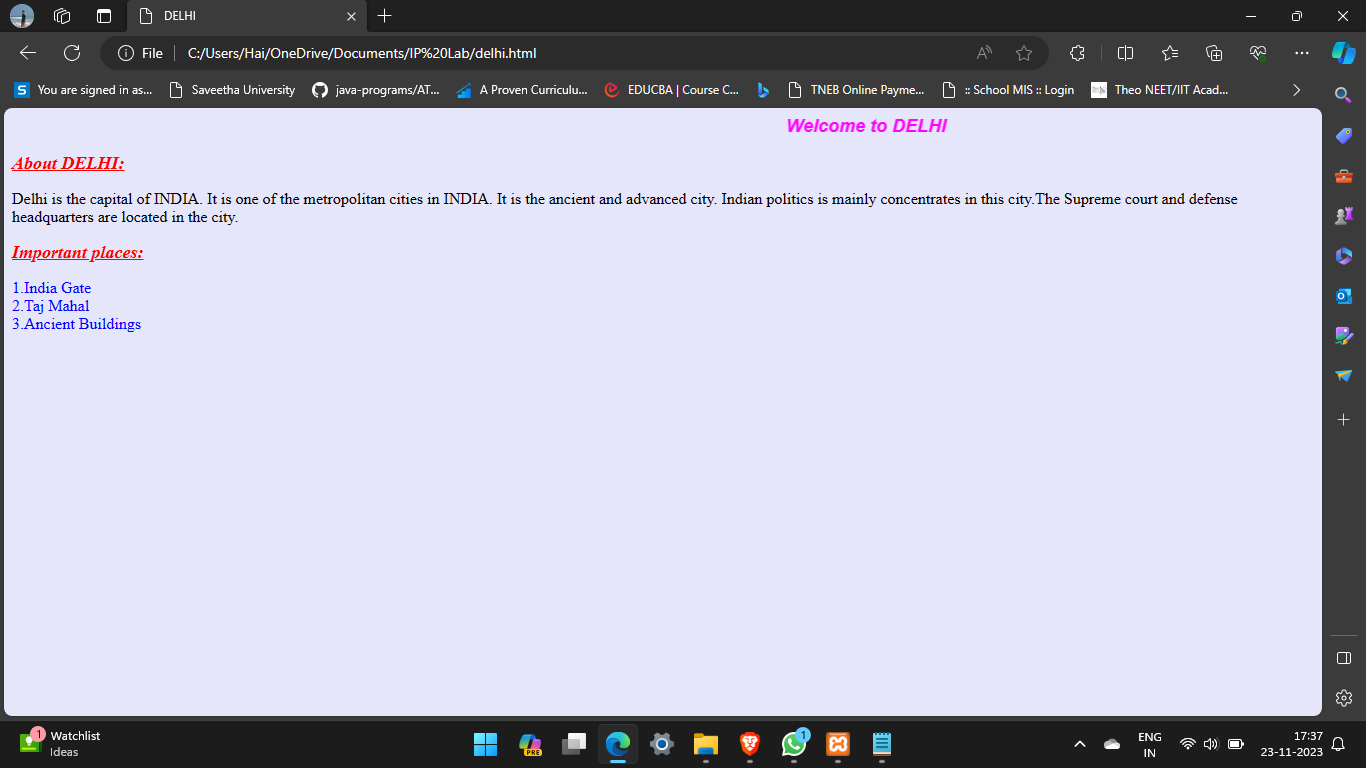 DELHI
File
C:/Users/Hai/OneDrive/Documents/IP%20Lab/delhi.html
S You are signed in as... Saveetha University java-programs/AT... A Proven Curriculu... EDUCBA | Course C... TNEB Online Payme... :: School MIS :: Login Theo NEET/IIT Acad...
Welcome to DELHI
About DELHI:
Delhi is the capital of INDIA. It is one of the metropolitan cities in INDIA. It is the ancient and advanced city. Indian politics is mainly concentrates in this city.The Supreme court and defense
headquarters are located in the city.
Important places:
1.India Gate
2.Taj Mahal
3.Ancient Buildings
1 Watchlist
Ideas
PRE
1
ENG
IN
17:37
23-11-2023